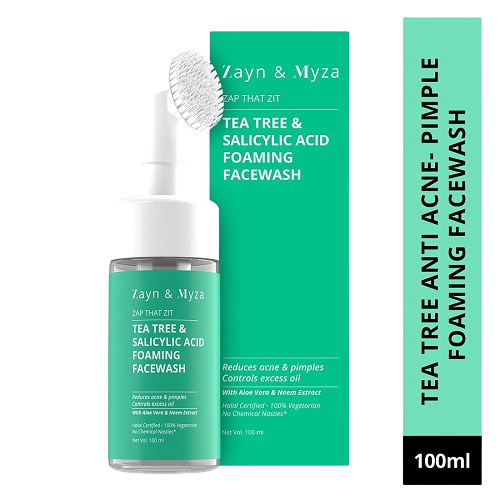 Zayn & Myza
ZAP THAT ZIT
TEA TREE &
SALICYLIC ACID
FOAMING
FACEWASH
Reduces acne & pimples
Controls excess oil
With Aloe Vera & Neem Extract
Halal Certified • 100% Vegetarian
No Chemical Nasties*
Net Vol. 100 ml
Zayn & Myza
ZAP THAT ZIT
TEA TREE &
SALICYLIC ACID
FOAMING
FACEWASH
Reduces acne & pimples
Controls excess oil
With Aloe Vera & Neem Extract
Halal Certified • 100% Vegetarian
No Chemical Nasties*
Net Vol. 100 ml
TEA TREE ANTI ACNE- PIMPLE
FOAMING FACEWASH
100ml